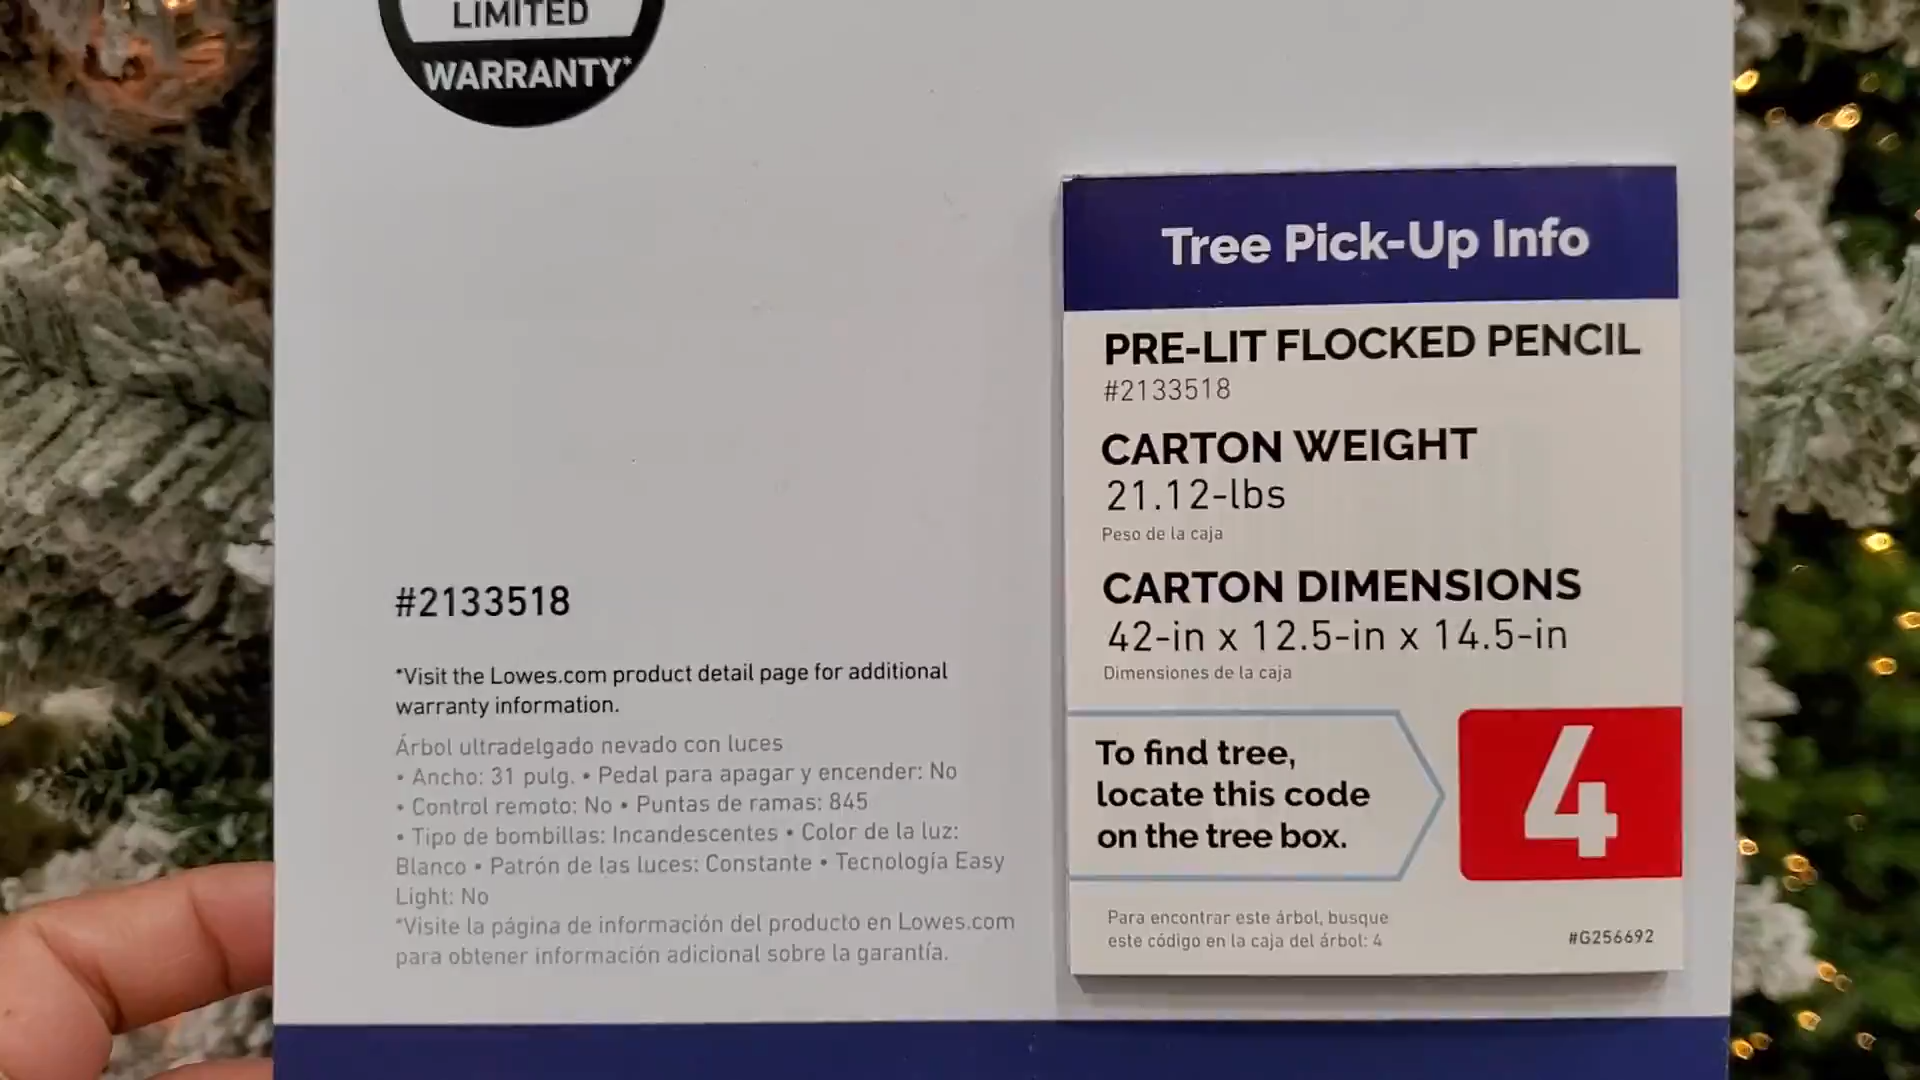 LIMITED
WARRANTY*
#2133518
*Visit the Lowes.com product detail page for additional
warranty information.
Árbol ultradelgado nevado con luces
• Ancho: 31 pulg. • Pedal para apagar y encender: No
• Control remoto: No • Puntas de ramas: 845
• Tipo de bombillas: Incandescentes • Color de la luz:
Blanco • Patrón de las luces: Constante • Tecnología Easy
Light: No
*Visite la página de información del producto en Lowes.com
para obtener información adicional sobre la garantía.
Tree Pick-Up Info
PRE-LIT FLOCKED PENCIL
#2133518
CARTON WEIGHT
21.12-lbs
Peso de la caja
CARTON DIMENSIONS
42-in x 12.5-in x 14.5-in
Dimensiones de la caja
To find tree,
locate this code
on the tree box.
4
Para encontrar este árbol, busque
este código en la caja del árbol: 4
#G256692